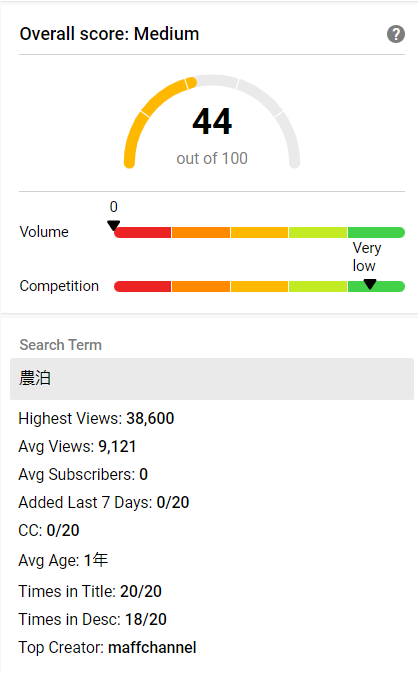 Overall score: Medium
?
44
out of 100
0
Volume
Very
low
Competition
Search Term
農泊
Highest Views: 38,600
Avg Views: 9,121
Avg Subscribers: 0
Added Last 7 Days: 0/20
CC: 0/20
Avg Age: 1年
Times in Title: 20/20
Times in Desc: 18/20
Top Creator: maffchannel